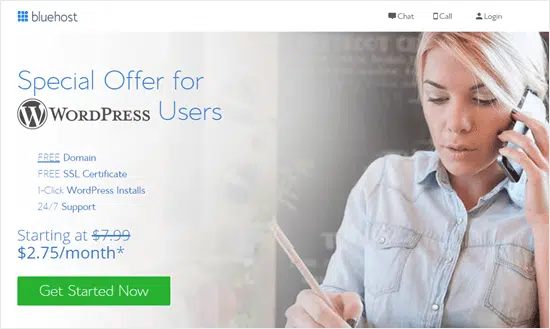 bluehost
Chat Call Login
Special Offer for
WORDPRESS Users
FREE Domain
FREE SSL Certificate
1-Click WordPress Installs
24/7 Support
Starting at $7.99
$2.75/month*
Get Started Now